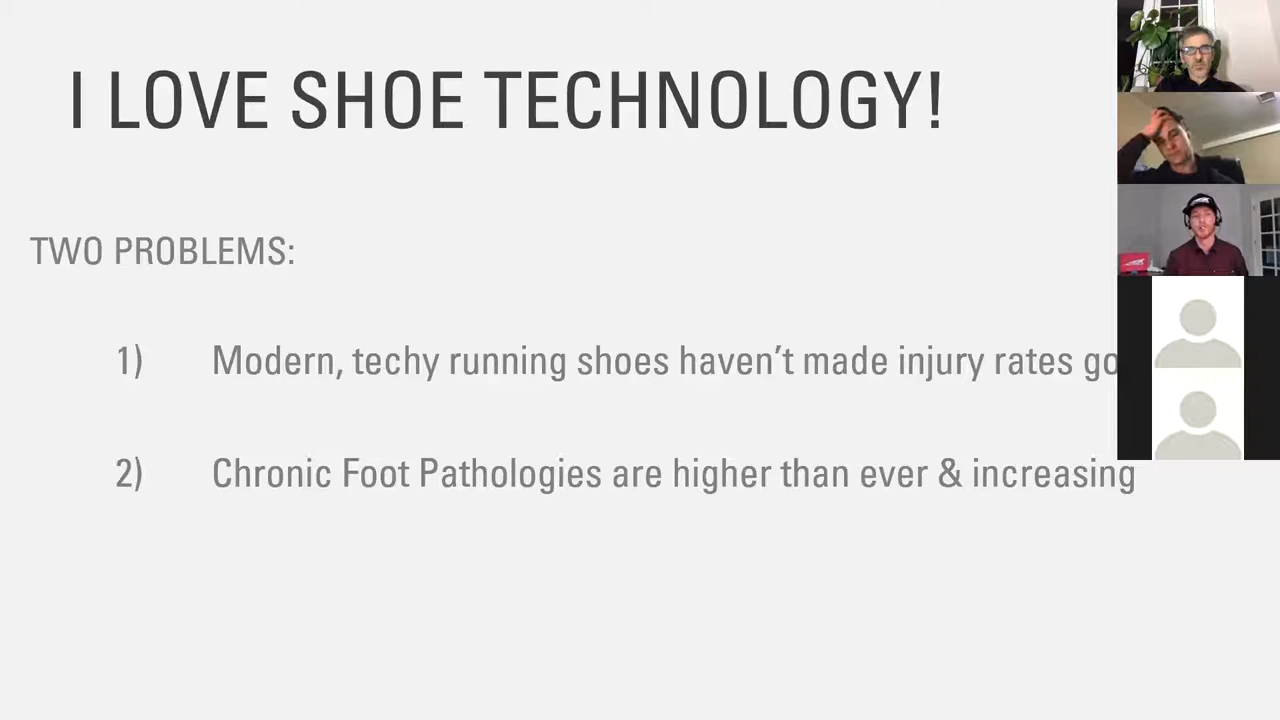 I LOVE SHOE TECHNOLOGY!
TWO PROBLEMS:
1) Modern, techy running shoes haven’t made injury rates go
2) Chronic Foot Pathologies are higher than ever & increasing